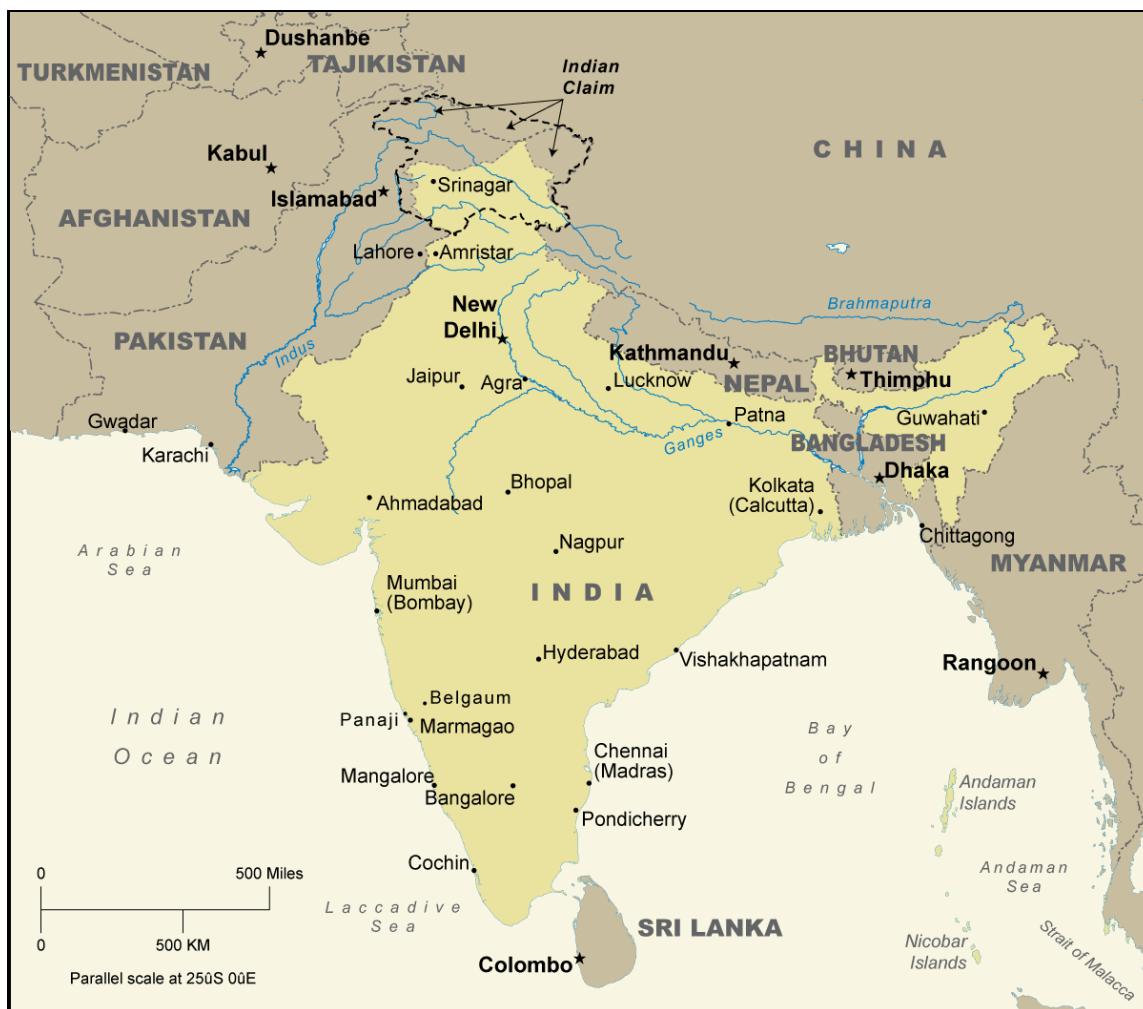 Dushanbe
TURKMENISTAN
TAJIKISTAN
Indian
Claim
CHINA
Kabul
Islamabad
Srinagar
AFGHANISTAN
Lahore
Amristar
New
Delhi
Brahmaputra
PAKISTAN
Indus
Kathmandu
BHUTAN
Thimphu
Jaipur
Agra
Lucknow
NEPAL
Gwadar
Patna
Guwahati
Karachi
Ganges
BANGLADESH
Dhaka
Bhopal
Kolkata
(Calcutta)
Ahmadabad
Chittagong
Arabian
Sea
Nagpur
MYANMAR
Mumbai
(Bombay)
INDIA
Hyderabad
Vishakhapatnam
Rangoon
Belgaum
Panaji
Marmagao
Indian
Ocean
Bay
of
Bengal
Chennai
(Madras)
Mangalore
Bangalore
Andaman
Islands
Pondicherry
Cochin
0
500 Miles
Andaman
Sea
Laccadive
Sea
SRI LANKA
0
500 KM
Nicobar
Islands
Strait of Malacca
Colombo
Parallel scale at 25ûS 0ûE